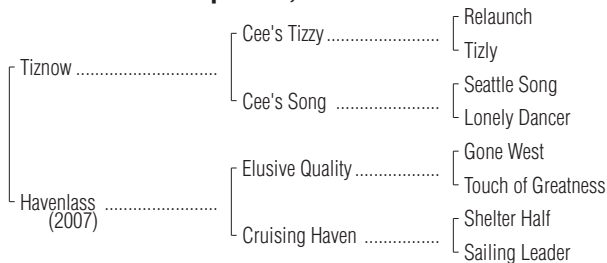 Relaunch
Cee's Tizzy
Tizly
Tiznow
Seattle Song
Cee's Song
Lonely Dancer
Gone West
Elusive Quality
Touch of Greatness
Havenlass
(2007)
Shelter Half
Cruising Haven
Sailing Leader